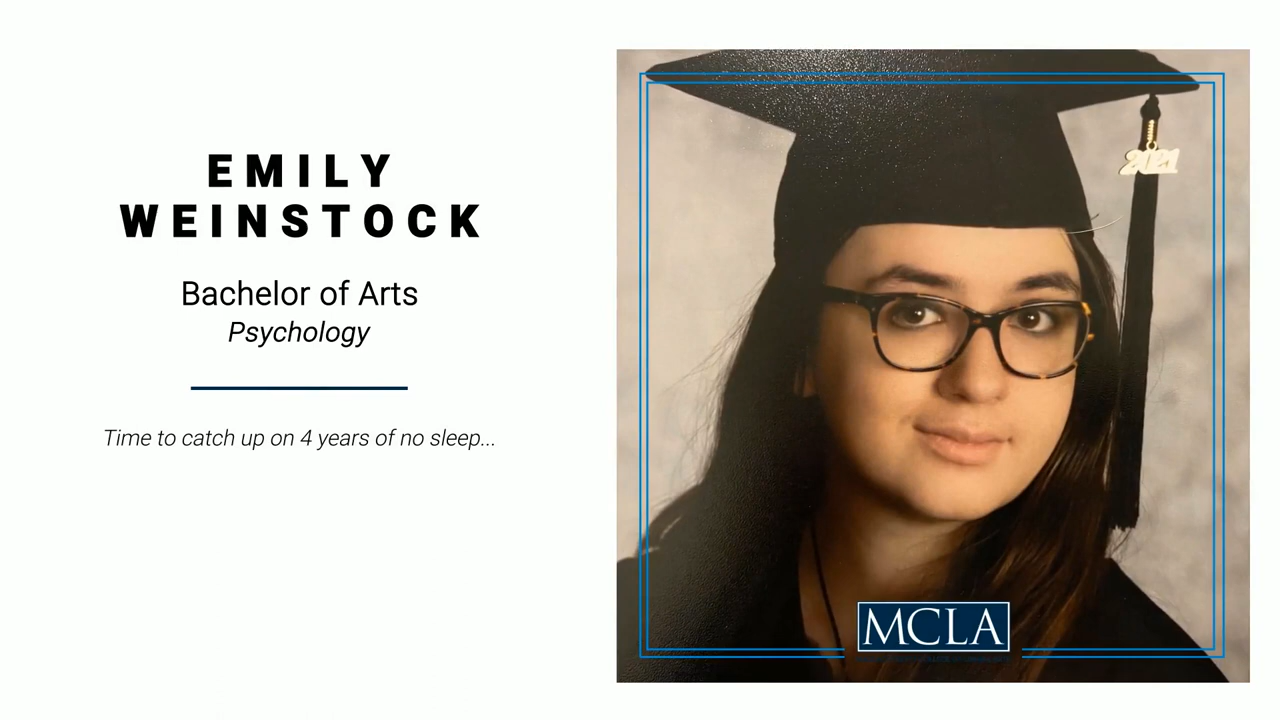 EMILY
WEINSTOCK
Bachelor of Arts
Psychology
Time to catch up on 4 years of no sleep...
2021
MCLA